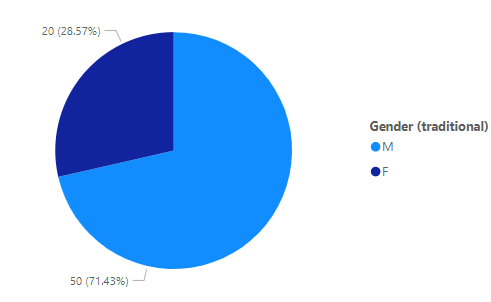 20 (28.57%)
Gender (traditional)
M
F
50 (71.43%)